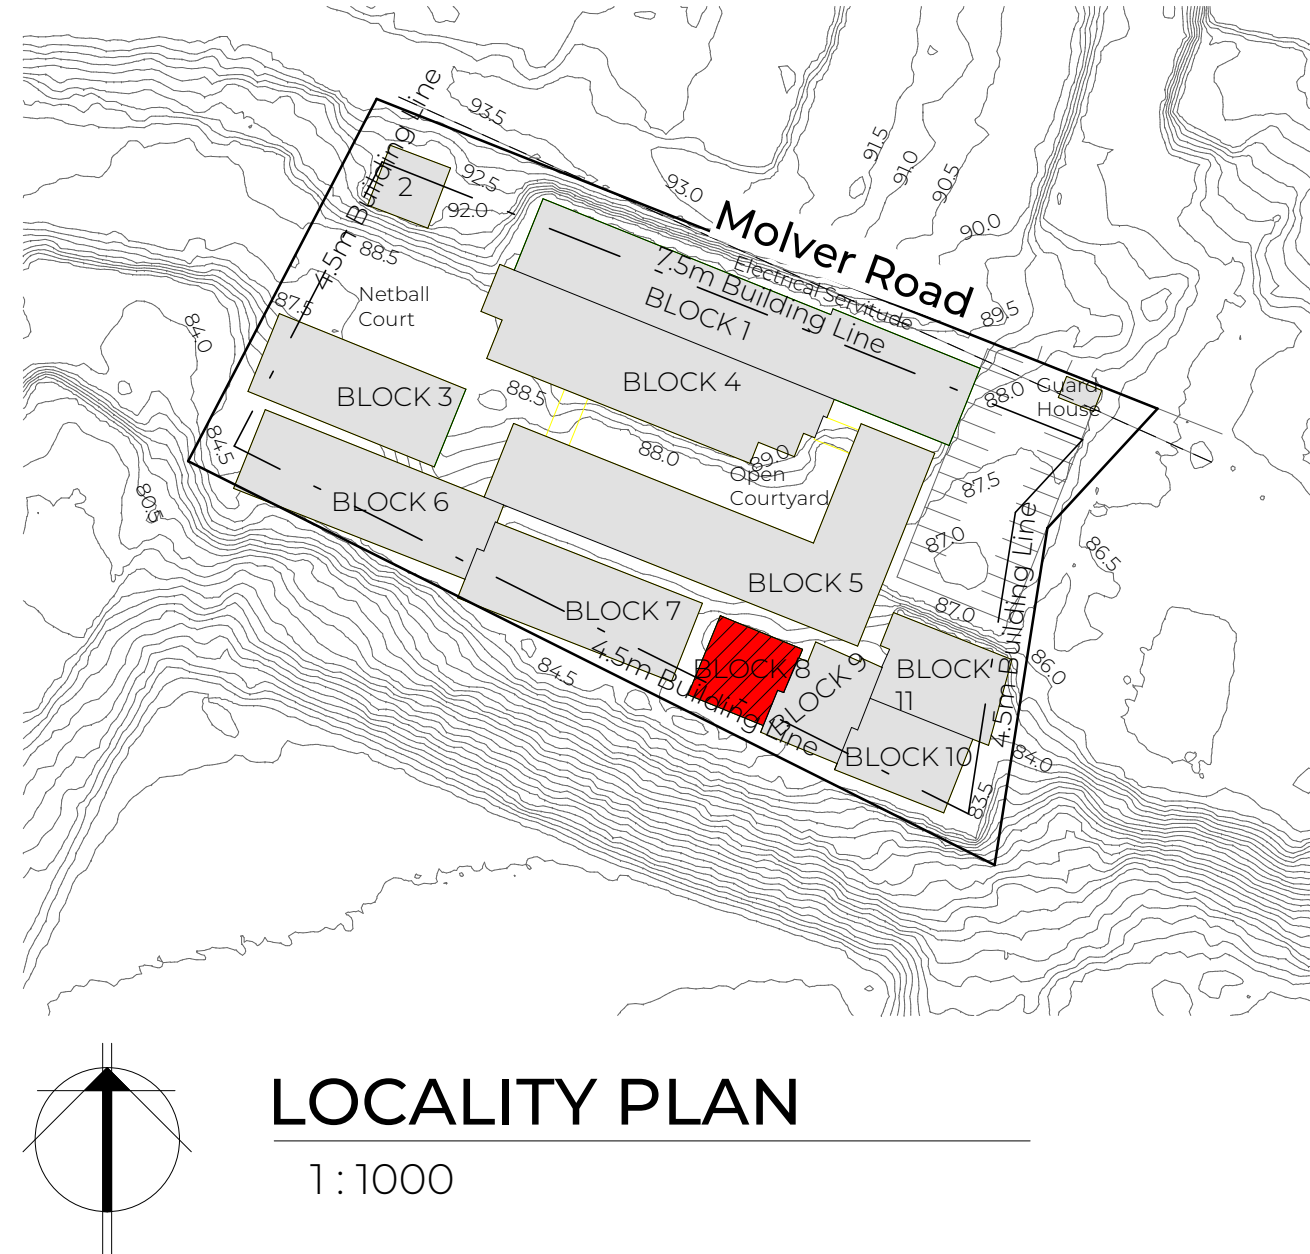 4.5m Building Line
93.5
91.5
91.0
90.5
92.5
2
92.0
93.0
90.0
Molver Road
88.5
7.5m Building Line
Electrical Servitude
Netball
Court
87.5
BLOCK 1
89.5
84.0
BLOCK 4
88.5
88.0
Guard
House
BLOCK 3
84.5
88.0
89.0
Open
Courtyard
87.5
80.5
BLOCK 6
87.0
86.5
4.5m Building Line
BLOCK 5
BLOCK 7
87.0
84.5
4.5m Building Line
BLOCK 8
BLOCK 9
BLOCK
11
86.0
BLOCK 10
84.0
83.5
LOCALITY PLAN
1 : 1000